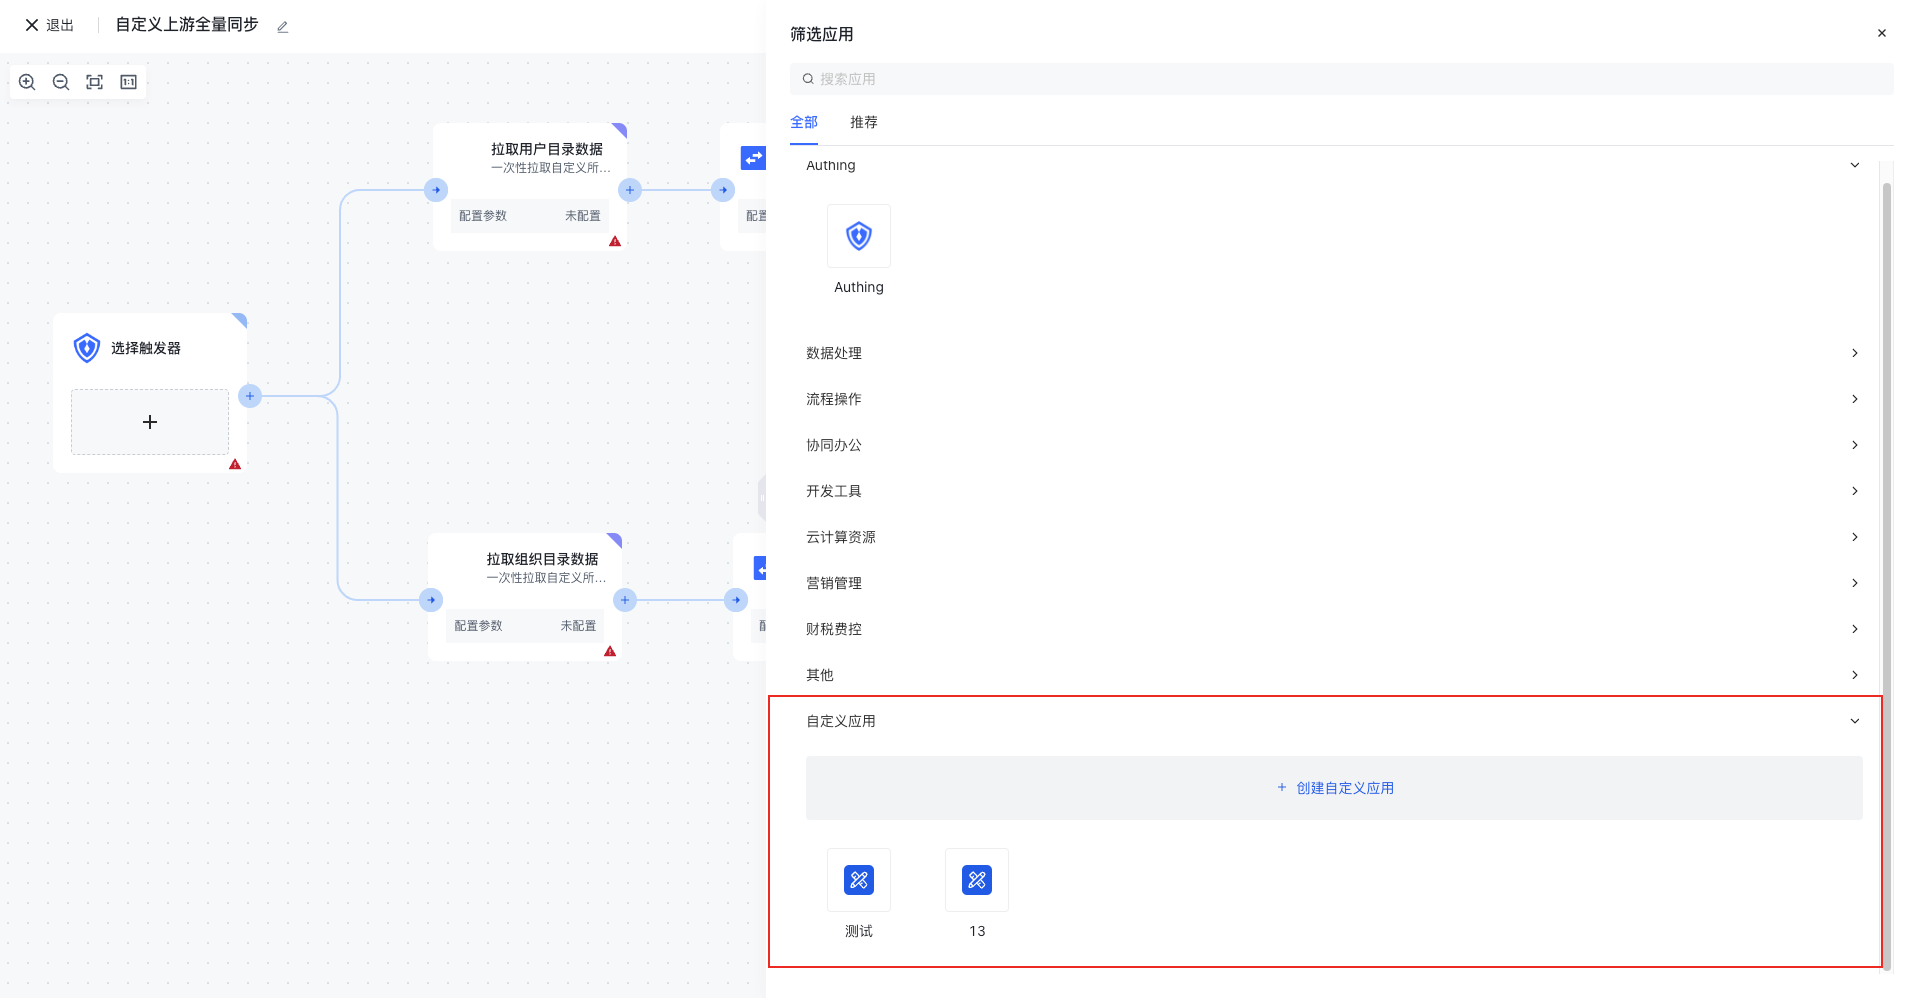 退出
自定义上游全量同步
1:1
选择触发器
拉取用户目录数据
一次性拉取自定义所...
配置参数 未配置
配置
拉取组织目录数据
一次性拉取自定义所...
配置参数 未配置
筛选应用
搜索应用
全部 推荐
Authing
Authing
数据处理
流程操作
协同办公
开发工具
云计算资源
营销管理
财税费控
其他
自定义应用
+ 创建自定义应用
测试 13